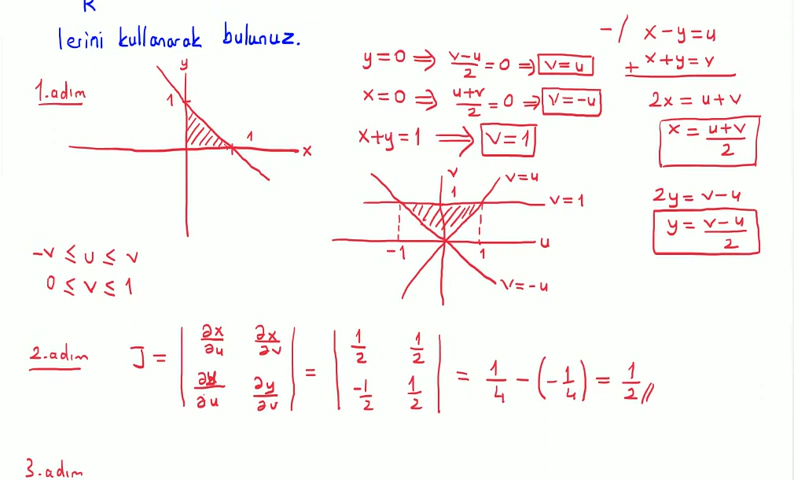 R
lerini kullanarak bulunuz.
1.adım
y
1
1
x
y=0 ⇒ (v-u)/2 = 0 ⇒ v=u
x=0 ⇒ (u+v)/2 = 0 ⇒ v=-u
x+y=1 ⇒ v=1
-/ x-y=u
+ x+y=v
2x = u+v
x = (u+v)/2
2y = v-u
y = (v-u)/2
v
1
v=u
v=1
u
-1
1
v=-u
-v ≤ u ≤ v
0 ≤ v ≤ 1
2.adım J = | ∂x/∂u ∂x/∂v | = | 1/2 1/2 | = 1/4 - (-1/4) = 1/2 //
| ∂y/∂u ∂y/∂v | | -1/2 1/2 |
3.adım